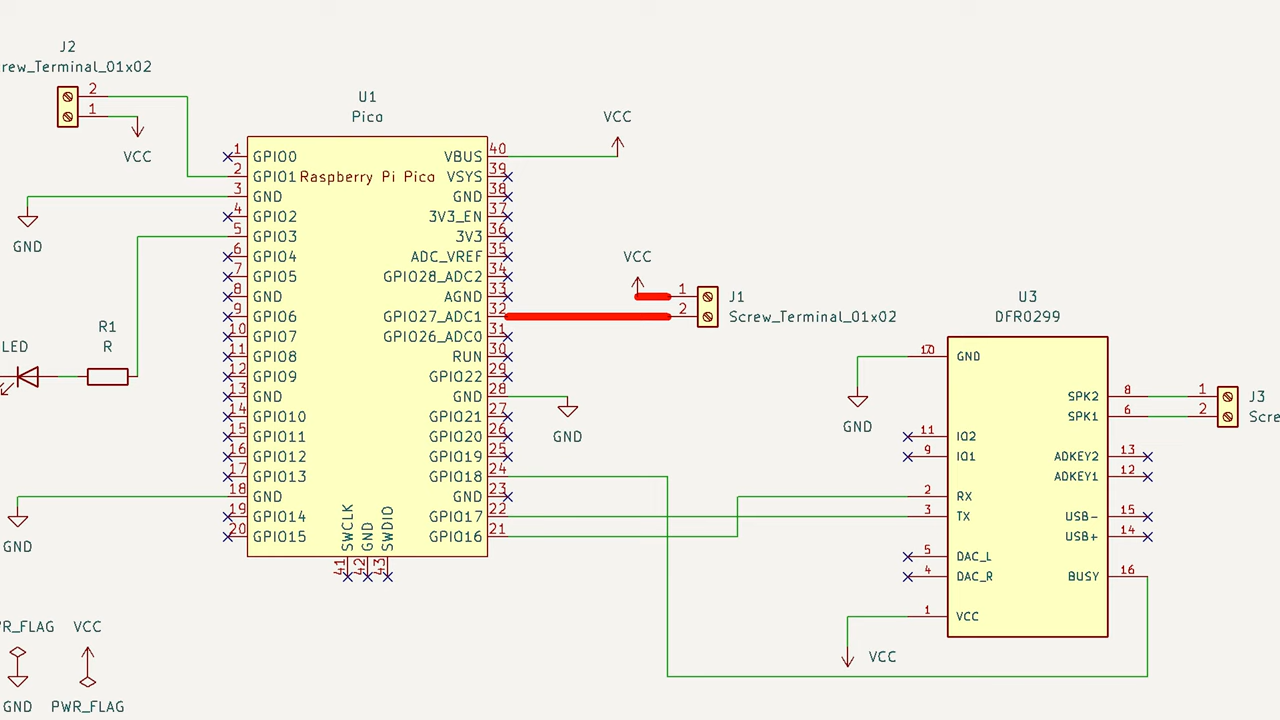 J2
rew_Terminal_01x02
2
1
VCC
U1
Pico
Raspberry Pi Pico
1 GPIO0
2 GPIO1
3 GND
4 GPIO2
5 GPIO3
6 GPIO4
7 GPIO5
8 GND
9 GPIO6
10 GPIO7
11 GPIO8
12 GPIO9
13 GND
14 GPIO10
15 GPIO11
16 GPIO12
17 GPIO13
18 GND
19 GPIO14
20 GPIO15
VBUS 40
VSYS 39
GND 38
3V3_EN 37
3V3 36
ADC_VREF 35
GPIO28_ADC2 34
AGND 33
GPIO27_ADC1 32
GPIO26_ADC0 31
RUN 30
GPIO22 29
GND 28
GPIO21 27
GPIO20 26
GPIO19 25
GPIO18 24
GND 23
GPIO17 22
GPIO16 21
SWCLK 41
GND 42
SWDIO 43
GND
R1
R
LED
GND
VCC
VCC
1
2
J1
Screw_Terminal_01x02
GND
U3
DFR0299
GND
GND
11 IO2
9 IO1
2 RX
3 TX
5 DAC_L
4 DAC_R
1 VCC
SPK2 8
SPK1 6
ADKEY2 13
ADKEY1 12
USB- 15
USB+ 14
BUSY 16
1
2
J3
Scre
VCC
R_FLAG
GND
VCC
PWR_FLAG